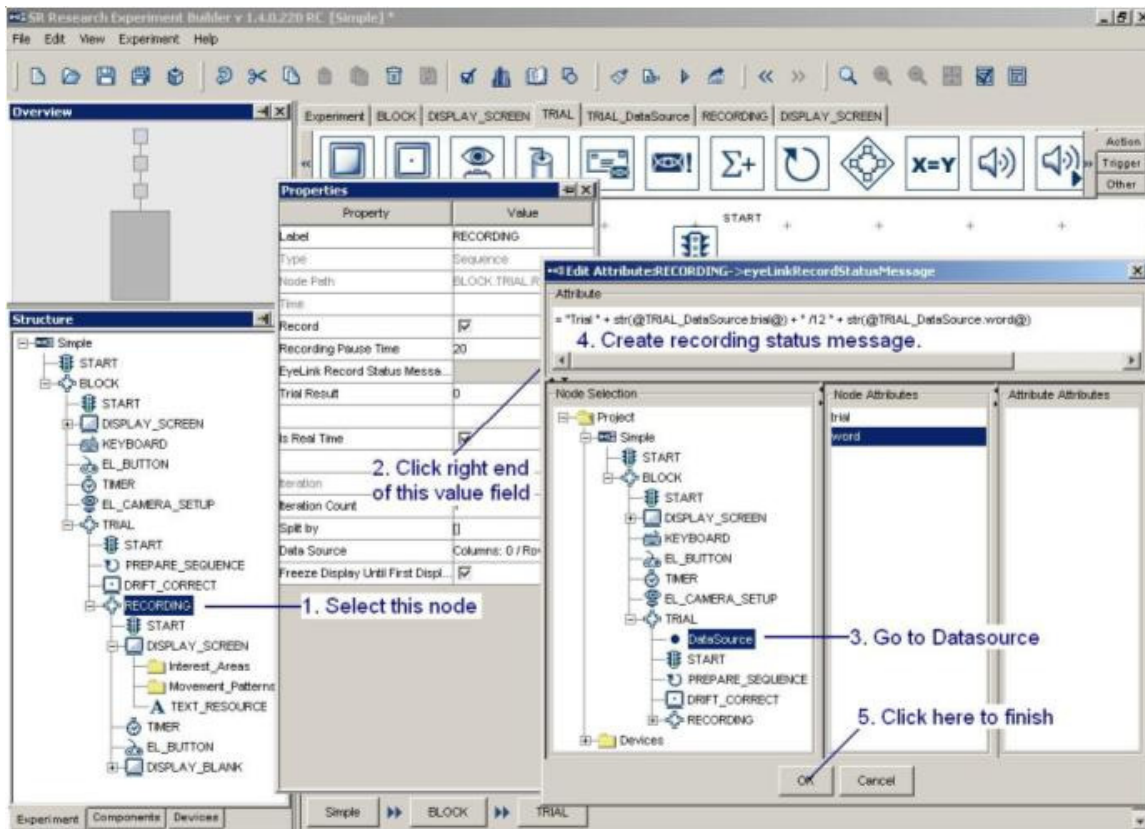 SR Research Experiment Builder v 1.4.0.220 RC [Simple] *
File Edit View Experiment Help
Overview
Experiment BLOCK DISPLAY_SCREEN TRIAL TRIAL_DataSource RECORDING DISPLAY_SCREEN
Σ+ X=Y
Action
Trigger
Other
START
Properties
Property Value
Label RECORDING
Type Sequence
Node Path BLOCK.TRIAL.R
Time
Record
Recording Pause Time 20
EyeLink Record Status Messa...
Trial Result 0
Is Real Time
Iteration
Iteration Count
Split by []
Data Source Columns: 0 / Rov
Freeze Display Until First Displ...
2. Click right end
of this value field
Structure
Simple
START
BLOCK
START
DISPLAY_SCREEN
KEYBOARD
EL_BUTTON
TIMER
EL_CAMERA_SETUP
TRIAL
START
PREPARE_SEQUENCE
DRIFT_CORRECT
RECORDING
1. Select this node
START
DISPLAY_SCREEN
Interest_Areas
Movement_Patterns
A TEXT_RESOURCE
TIMER
EL_BUTTON
DISPLAY_BLANK
Experiment Components Devices
Edit Attribute:RECORDING->eyeLinkRecordStatusMessage
Attribute
= "Trial " + str(@TRIAL_DataSource.trial@) + " /12 " + str(@TRIAL_DataSource.word@)
4. Create recording status message.
Node Selection
Node Attributes
Attribute Attributes
trial
word
Project
Simple
START
BLOCK
START
DISPLAY_SCREEN
KEYBOARD
EL_BUTTON
TIMER
EL_CAMERA_SETUP
TRIAL
DataSource
3. Go to Datasource
START
PREPARE_SEQUENCE
DRIFT_CORRECT
RECORDING
Devices
5. Click here to finish
OK Cancel
Simple BLOCK TRIAL